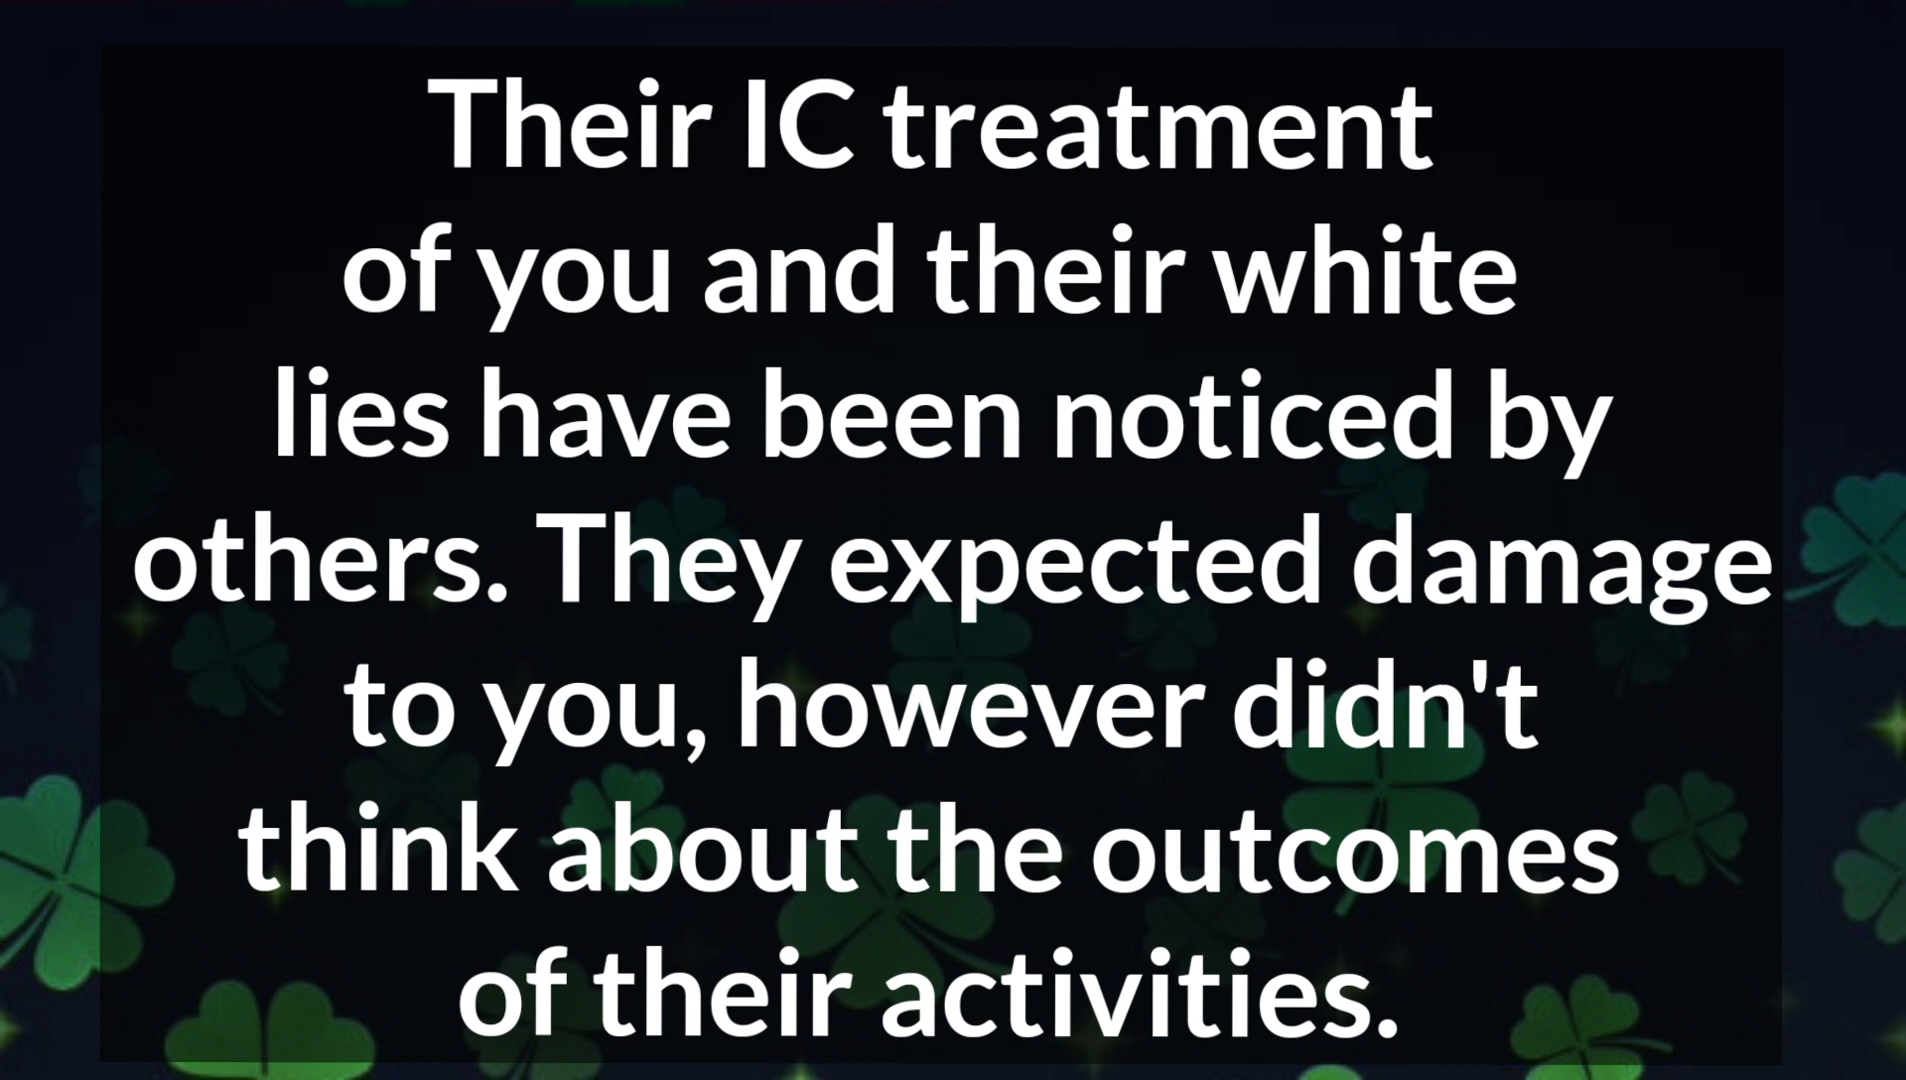 Their IC treatment
of you and their white
lies have been noticed by
others. They expected damage
to you, however didn't
think about the outcomes
of their activities.